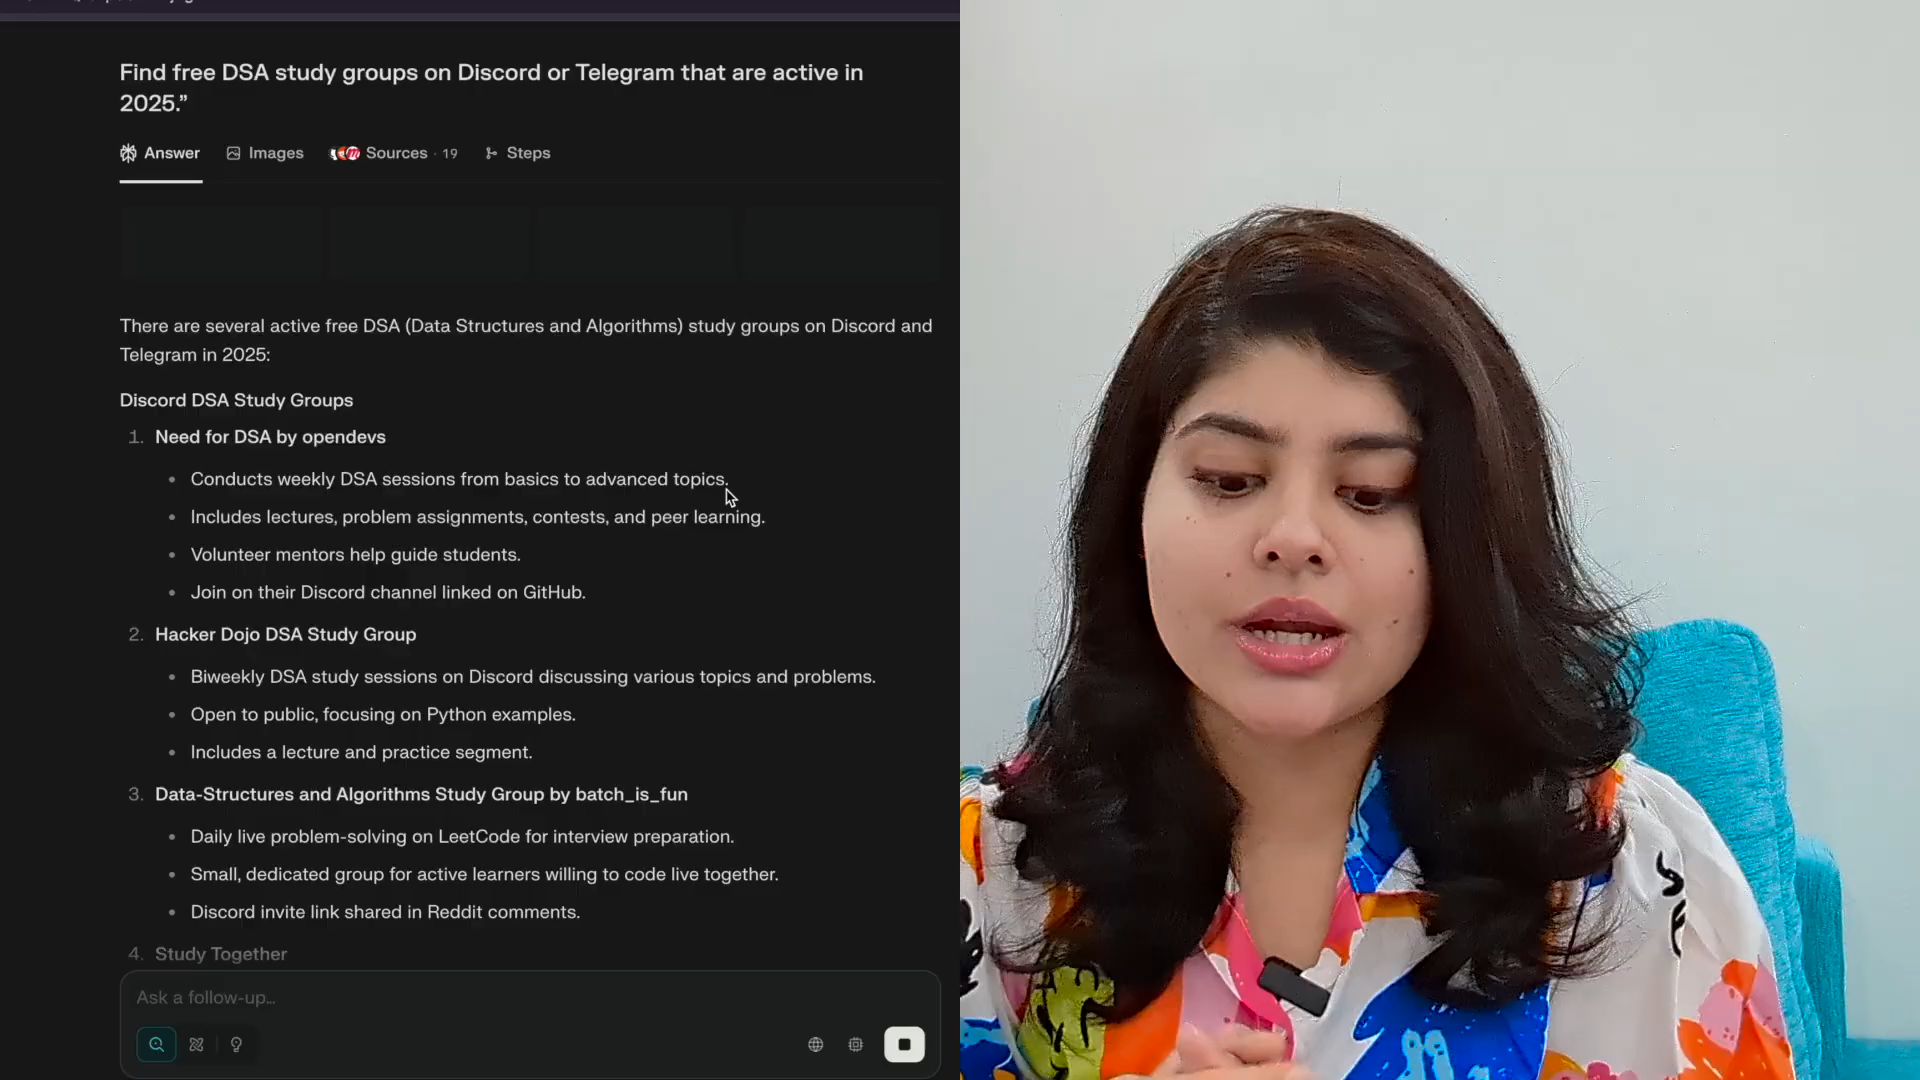 Find free DSA study groups on Discord or Telegram that are active in
2025.”
Answer Images Sources · 19 Steps
There are several active free DSA (Data Structures and Algorithms) study groups on Discord and
Telegram in 2025:
Discord DSA Study Groups
1. Need for DSA by opendevs
• Conducts weekly DSA sessions from basics to advanced topics.
• Includes lectures, problem assignments, contests, and peer learning.
• Volunteer mentors help guide students.
• Join on their Discord channel linked on GitHub.
2. Hacker Dojo DSA Study Group
• Biweekly DSA study sessions on Discord discussing various topics and problems.
• Open to public, focusing on Python examples.
• Includes a lecture and practice segment.
3. Data-Structures and Algorithms Study Group by batch_is_fun
• Daily live problem-solving on LeetCode for interview preparation.
• Small, dedicated group for active learners willing to code live together.
• Discord invite link shared in Reddit comments.
4. Study Together
Ask a follow-up...